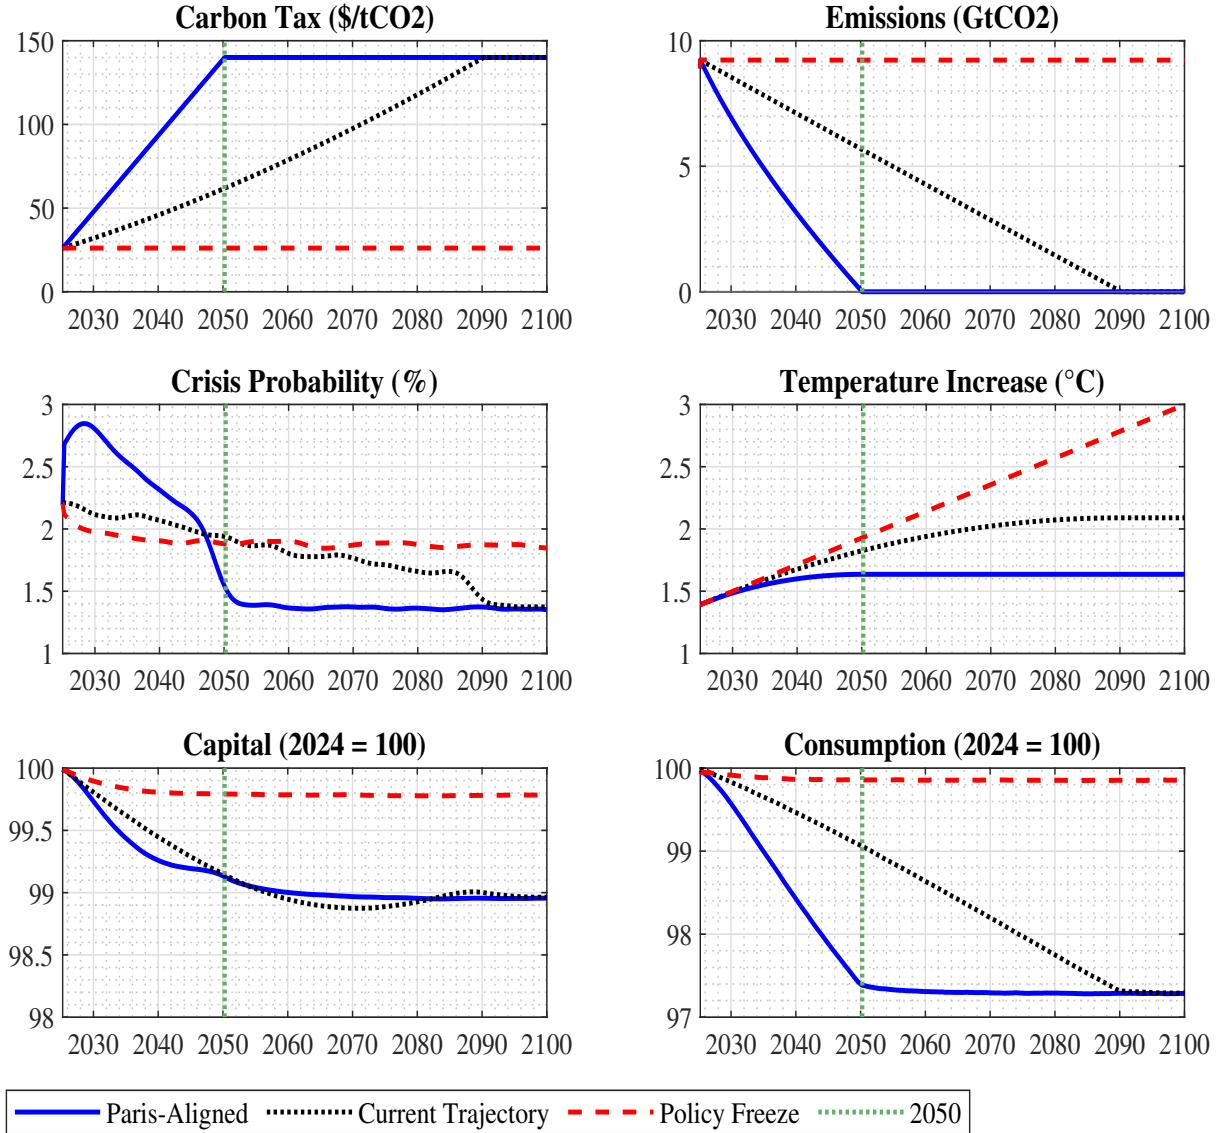 Carbon Tax ($/tCO2)
150
100
50
0
2030 2040 2050 2060 2070 2080 2090 2100
Emissions (GtCO2)
10
5
0
2030 2040 2050 2060 2070 2080 2090 2100
Crisis Probability (%)
3
2.5
2
1.5
1
2030 2040 2050 2060 2070 2080 2090 2100
Temperature Increase (°C)
3
2.5
2
1.5
1
2030 2040 2050 2060 2070 2080 2090 2100
Capital (2024 = 100)
100
99.5
99
98.5
98
2030 2040 2050 2060 2070 2080 2090 2100
Consumption (2024 = 100)
100
99
98
97
2030 2040 2050 2060 2070 2080 2090 2100
Paris-Aligned Current Trajectory Policy Freeze 2050